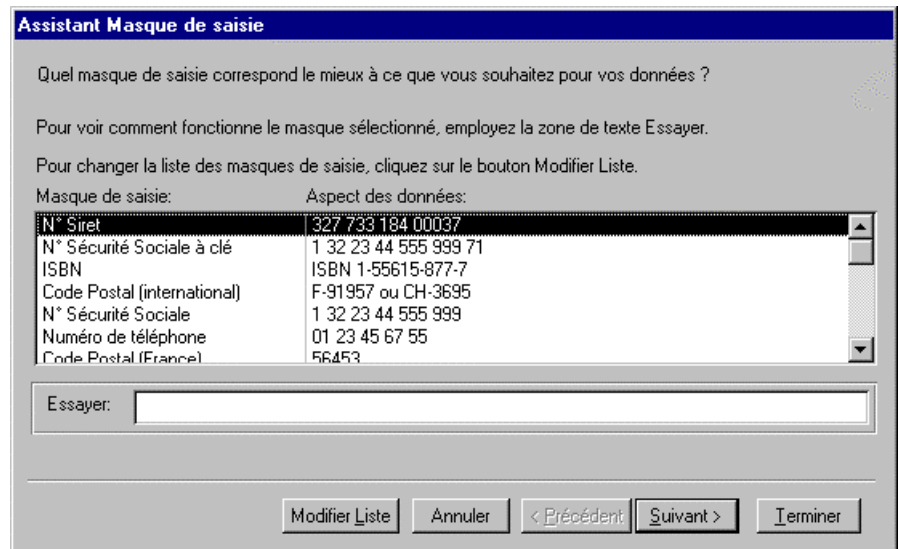 Assistant Masque de saisie
Quel masque de saisie correspond le mieux à ce que vous souhaitez pour vos données ?
Pour voir comment fonctionne le masque sélectionné, employez la zone de texte Essayer.
Pour changer la liste des masques de saisie, cliquez sur le bouton Modifier Liste.
Masque de saisie: Aspect des données:
N° Siret 327 733 184 00037
N° Sécurité Sociale à clé 1 32 23 44 555 999 71
ISBN ISBN 1-55615-877-7
Code Postal (international) F-91957 ou CH-3695
N° Sécurité Sociale 1 32 23 44 555 999
Numéro de téléphone 01 23 45 67 55
Code Postal (France) 56453
Essayer:
Modifier Liste Annuler < Précédent Suivant > Terminer